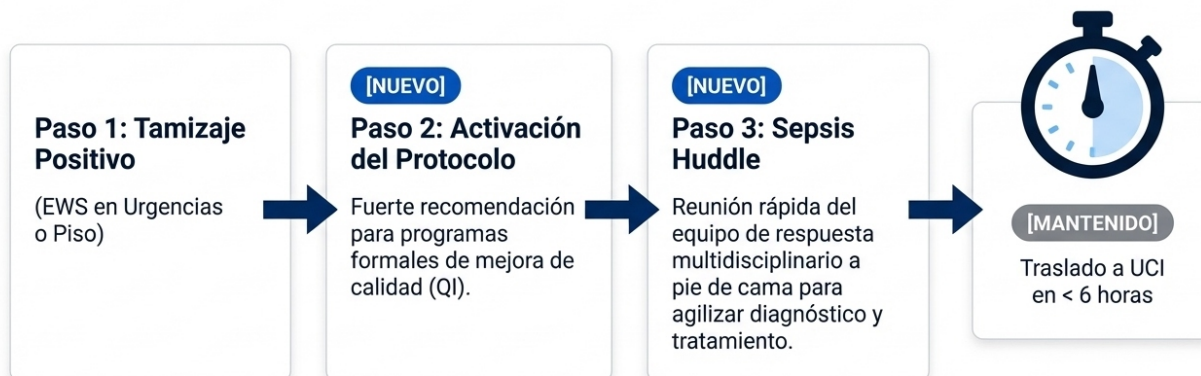 Paso 1: Tamizaje
Positivo
(EWS en Urgencias
o Piso)
[NUEVO]
Paso 2: Activación
del Protocolo
Fuerte recomendación
para programas
formales de mejora de
calidad (QI).
[NUEVO]
Paso 3: Sepsis
Huddle
Reunión rápida del
equipo de respuesta
multidisciplinario a
pie de cama para
agilizar diagnóstico y
tratamiento.
[MANTENIDO]
Traslado a UCI
en < 6 horas